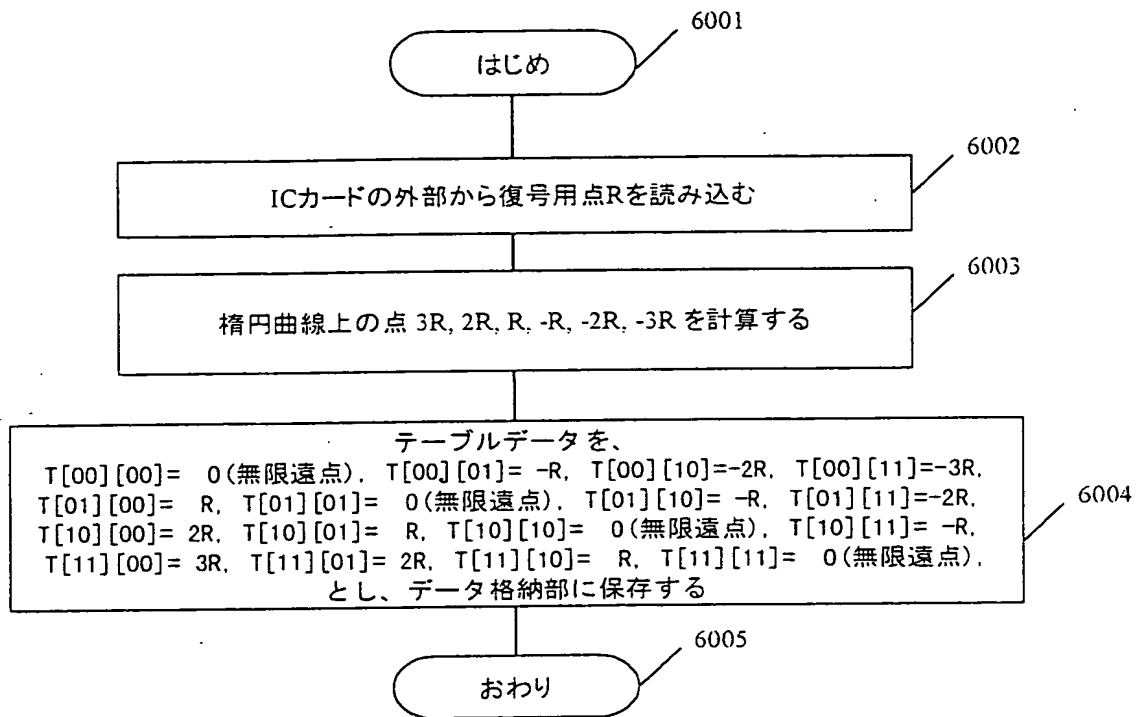 6001
はじめ
6002
ICカードの外部から復号用点Rを読み込む
6003
楕円曲線上の点 3R, 2R, R, -R, -2R, -3R を計算する
6004
テーブルデータを、
T[00][00]= O(無限遠点), T[00][01]= -R, T[00][10]=-2R, T[00][11]=-3R,
T[01][00]= R, T[01][01]= O(無限遠点), T[01][10]= -R, T[01][11]=-2R,
T[10][00]= 2R, T[10][01]= R, T[10][10]= O(無限遠点), T[10][11]= -R,
T[11][00]= 3R, T[11][01]= 2R, T[11][10]= R, T[11][11]= O(無限遠点),
とし、データ格納部に保存する
6005
おわり